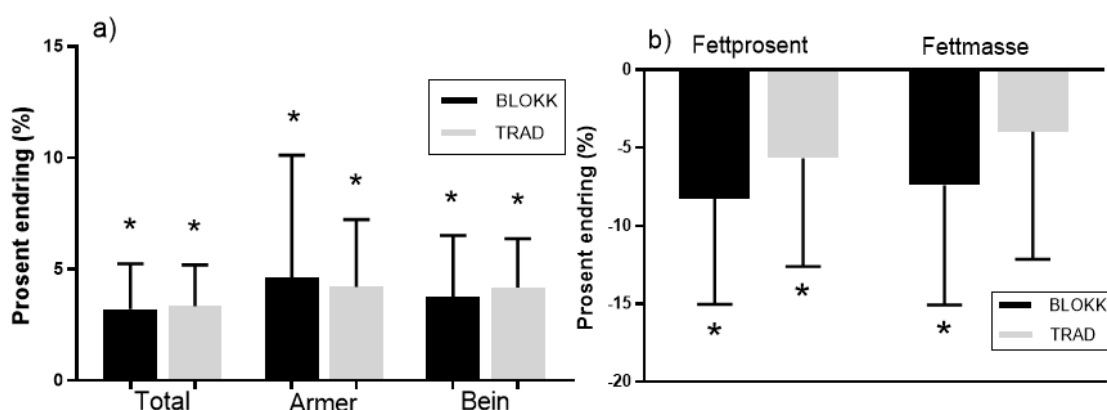 a)
15
10
5
0
Prosent endring (%)
BLOKK
TRAD
* * * * * *
Total Armer Bein
b)
Fettprosent Fettmasse
0
-5
-10
-15
-20
Prosent endring (%)
* * *
BLOKK
TRAD